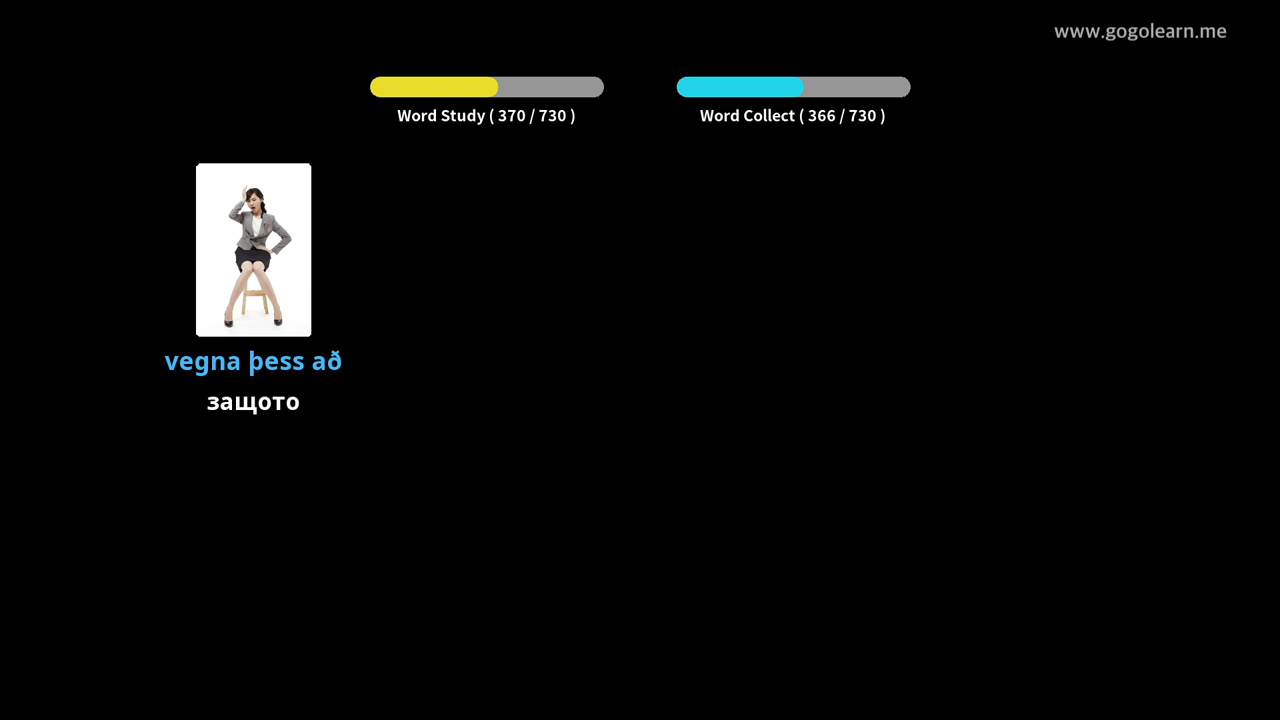 www.gogolearn.me
Word Study ( 370 / 730 )
Word Collect ( 366 / 730 )
vegna þess að
защото